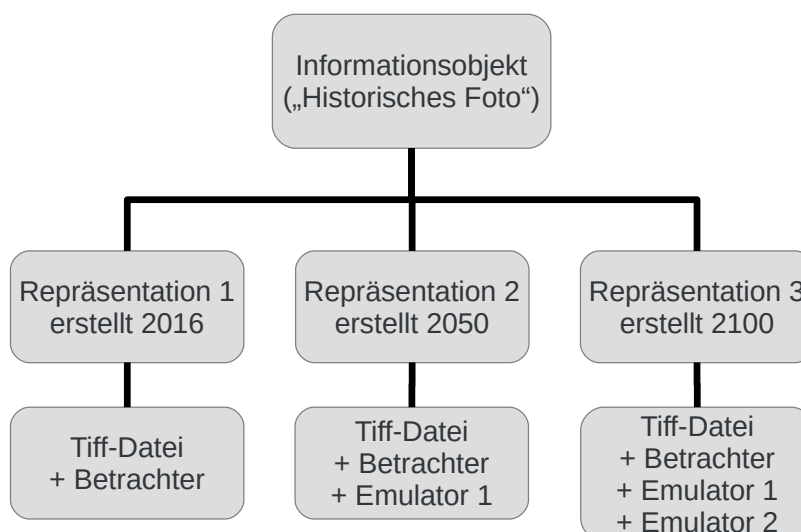 Informationsobjekt
(„Historisches Foto“)
Repräsentation 1
erstellt 2016
Repräsentation 2
erstellt 2050
Repräsentation 3
erstellt 2100
Tiff-Datei
+ Betrachter
Tiff-Datei
+ Betrachter
+ Emulator 1
Tiff-Datei
+ Betrachter
+ Emulator 1
+ Emulator 2